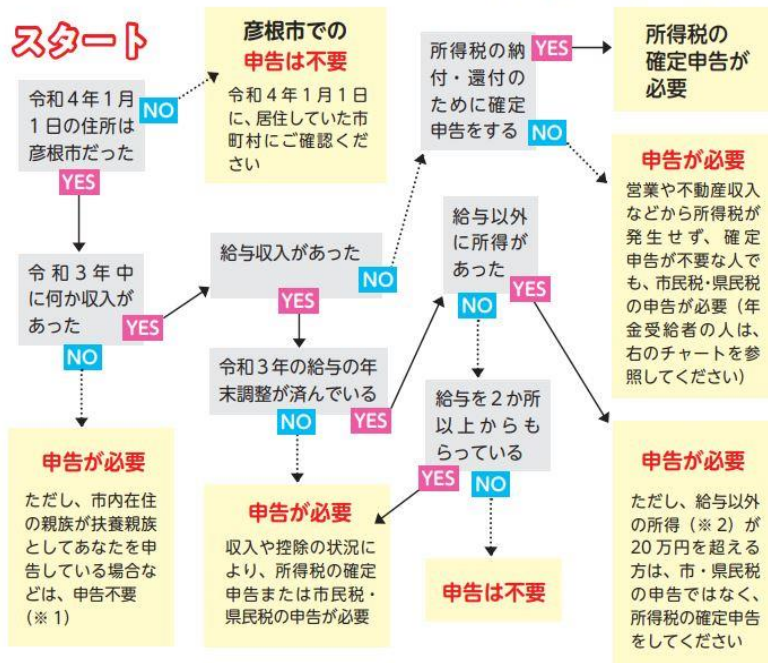 スタート
令和4年1月
1日の住所は
彦根市だった
NO
YES
彦根市での
申告は不要
令和4年1月1日
に、居住していた市
町村にご確認くだ
さい
所得税の納
付・還付の
ために確定
申告をする
YES
NO
所得税の
確定申告が
必要
申告が必要
営業や不動産収入
などから所得税が
発生せず、確定
申告が不要な人で
も、市民税・県民税
の申告が必要（年
金受給者の人は、
右のチャートを参
照してください）
令和3年中
に何か収入が
あった
YES
NO
給与収入があった
NO
YES
給与以外
に所得が
あった
YES
NO
令和3年の給与の年
末調整が済んでいる
YES
NO
給与を2か所
以上からも
らっている
YES
NO
申告が必要
ただし、市内在住
の親族が扶養親族
としてあなたを申
告している場合な
どは、申告不要
（※1）
申告が必要
収入や控除の状況に
より、所得税の確定
申告または市民税・
県民税の申告が必要
申告は不要
申告が必要
ただし、給与以外
の所得（※2）が
20万円を超える
方は、市・県民税
の申告ではなく、
所得税の確定申告
をしてください